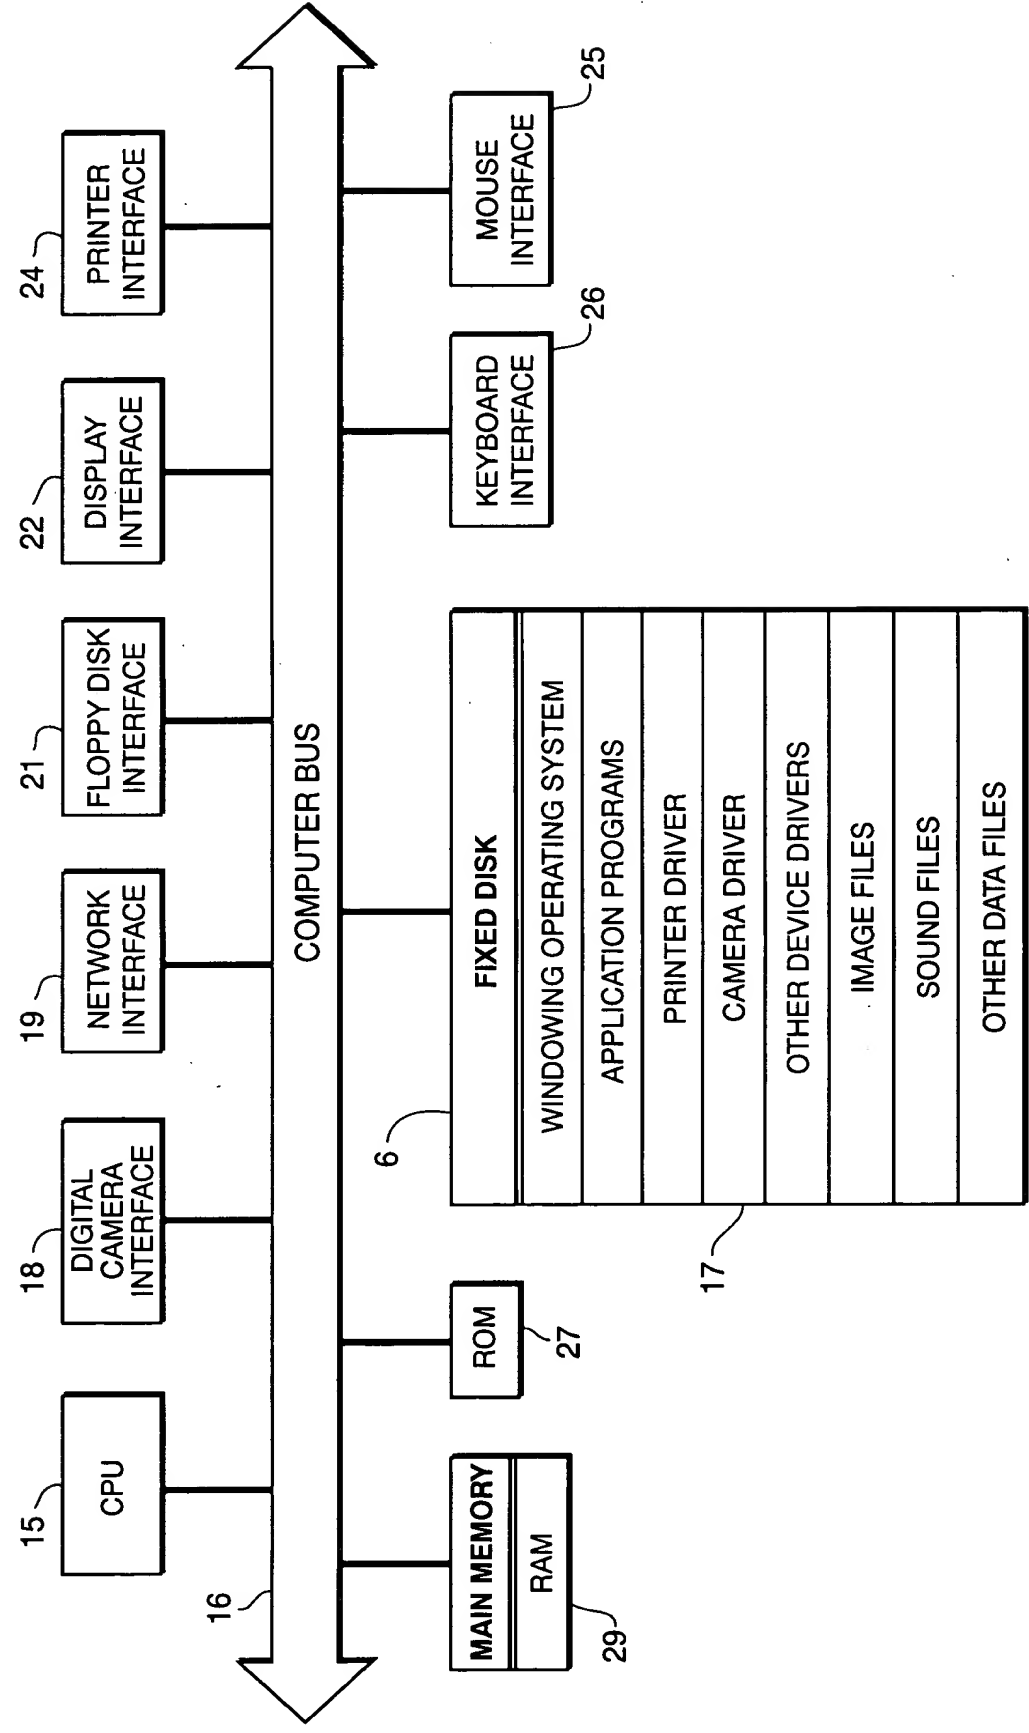 15
CPU
18
DIGITAL
CAMERA
INTERFACE
19
NETWORK
INTERFACE
21
FLOPPY DISK
INTERFACE
22
DISPLAY
INTERFACE
24
PRINTER
INTERFACE
16
COMPUTER BUS
MAIN MEMORY
RAM
29
ROM
27
6
FIXED DISK
WINDOWING OPERATING SYSTEM
APPLICATION PROGRAMS
PRINTER DRIVER
CAMERA DRIVER
OTHER DEVICE DRIVERS
IMAGE FILES
SOUND FILES
OTHER DATA FILES
17
KEYBOARD
INTERFACE
26
MOUSE
INTERFACE
25